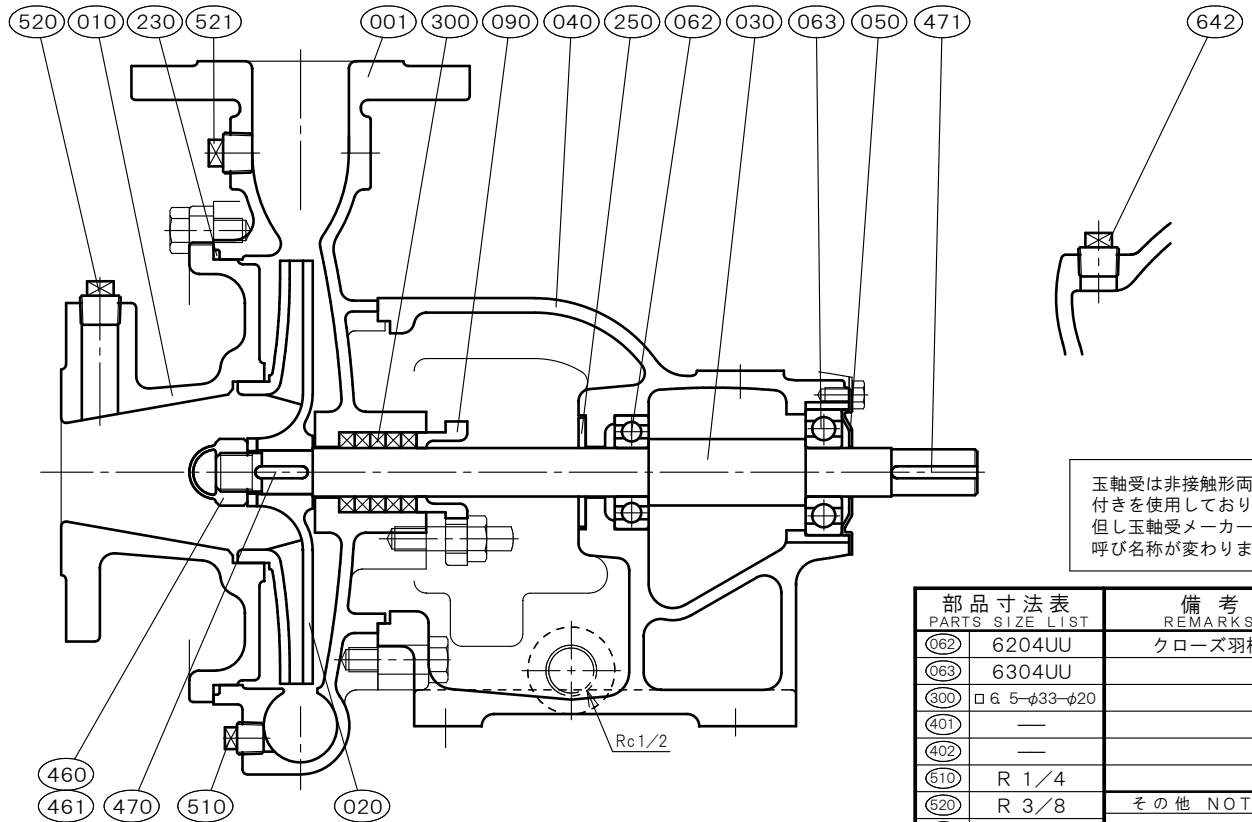 520 010 230 521 001 300 090 040 250 062 030 063 050 471 642
玉軸受は非接触形両
付きを使用しており
但し玉軸受メーカー
呼び名称が変わりま
Rc1/2
460
461 470 510 020
部品寸法表 備考
PARTS SIZE LIST REMARKS
062 6204UU クローズ羽
063 6304UU
300 □6.5-φ33-φ20
401 —
402 —
510 R 1/4
520 R 3/8 その他 NOT